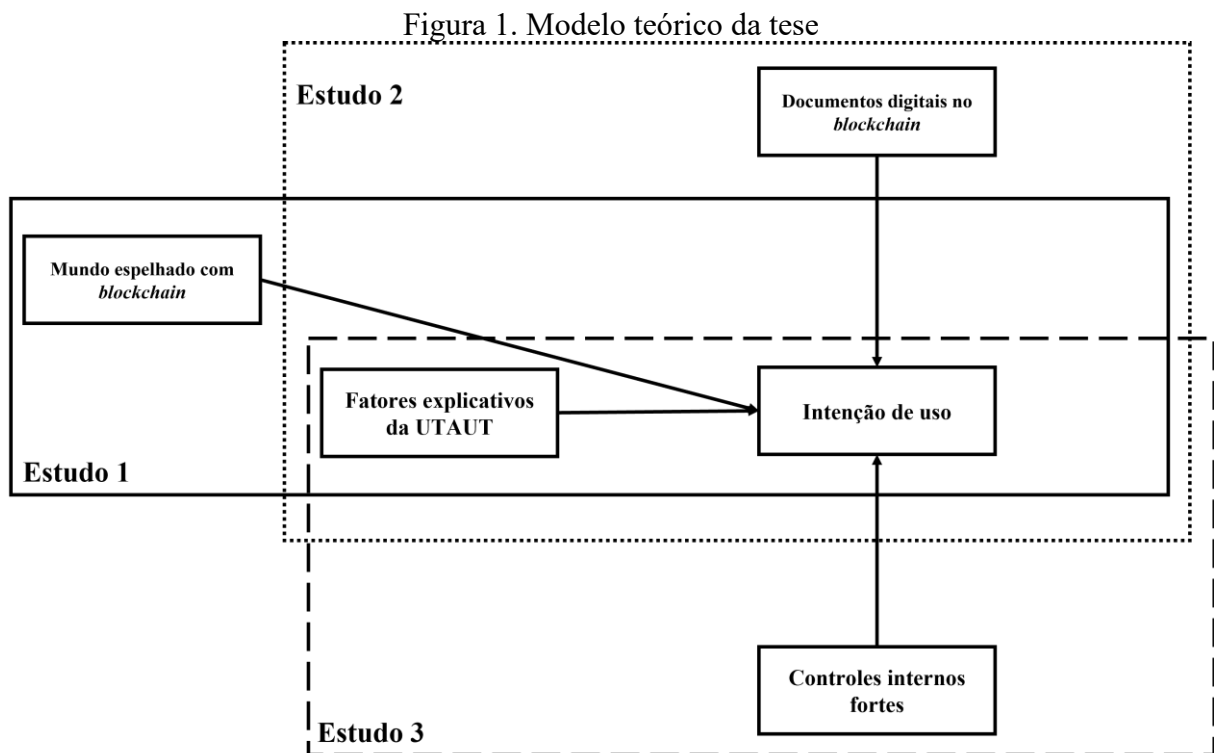 Figura 1. Modelo teórico da tese
Estudo 2
Documentos digitais no
blockchain
Mundo espelhado com
blockchain
Fatores explicativos
da UTAUT
Intenção de uso
Estudo 1
Controles internos
fortes
Estudo 3